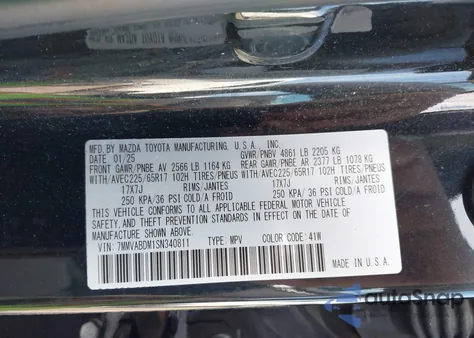 MFD. BY MAZDA TOYOTA MANUFACTURING, U.S.A., INC.
DATE: 01/25 GVWR/PNBV 4861 LB 2205 KG
FRONT GAWR/PNBE AV 2566 LB 1164 KG REAR GAWR/PNBE AR 2377 LB 1078 KG
WITH/AVEC225/65R17 102H TIRES/PNEUS WITH/AVEC225/65R17 102H TIRES/PNEUS
17X7J RIMS/JANTES 17X7J RIMS/JANTES
250 KPA/36 PSI COLD/A FROID 250 KPA/36 PSI COLD/A FROID
THIS VEHICLE CONFORMS TO ALL APPLICABLE FEDERAL MOTOR VEHICLE
SAFETY AND THEFT PREVENTION STANDARDS IN EFFECT ON THE DATE OF
MANUFACTURE SHOWN ABOVE.
VIN: 7MMVABDM1SN340811 TYPE: MPV COLOR CODE: 41W
MADE IN U.S.A.
autoSnap